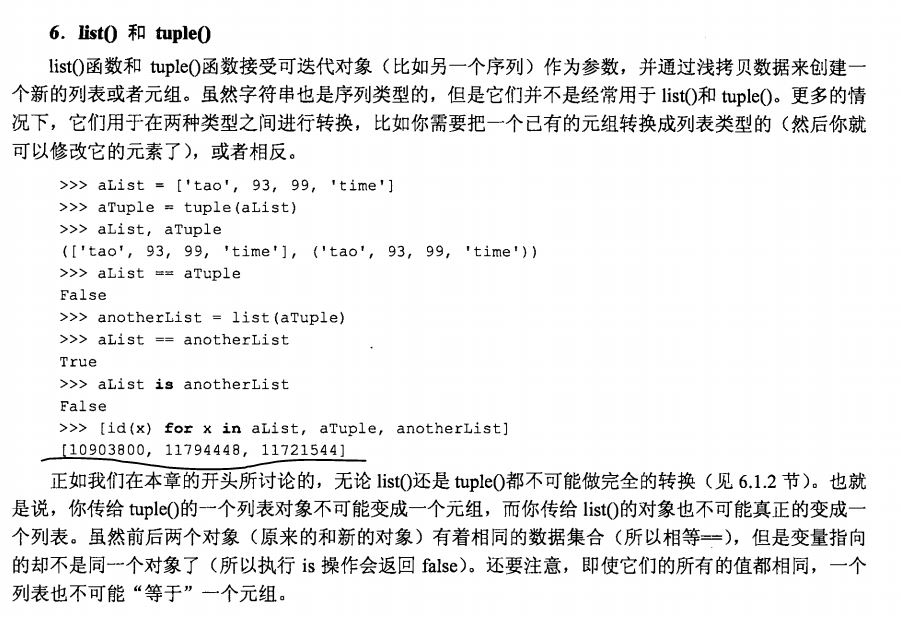 6. list() 和 tuple()
list()函数和 tuple()函数接受可迭代对象（比如另一个序列）作为参数，并通过浅拷贝数据来创建一
个新的列表或者元组。虽然字符串也是序列类型的，但是它们并不是经常用于 list()和 tuple()。更多的情
况下，它们用于在两种类型之间进行转换，比如你需要把一个已有的元组转换成列表类型的（然后你就
可以修改它的元素了），或者相反。
>>> aList = ['tao', 93, 99, 'time']
>>> aTuple = tuple(aList)
>>> aList, aTuple
(['tao', 93, 99, 'time'], ('tao', 93, 99, 'time'))
>>> aList == aTuple
False
>>> anotherList = list(aTuple)
>>> aList == anotherList
True
>>> aList is anotherList
False
>>> [id(x) for x in aList, aTuple, anotherList]
[10903800, 11794448, 11721544]
正如我们在本章的开头所讨论的，无论 list()还是 tuple()都不可能做完全的转换（见 6.1.2 节）。也就
是说，你传给 tuple()的一个列表对象不可能变成一个元组，而你传给 list()的对象也不可能真正的变成一
个列表。虽然前后两个对象（原来的和新的对象）有着相同的数据集合（所以相等==），但是变量指向
的却不是同一个对象了（所以执行 is 操作会返回 false）。还要注意，即使它们的所有的值都相同，一个
列表也不可能“等于”一个元组。